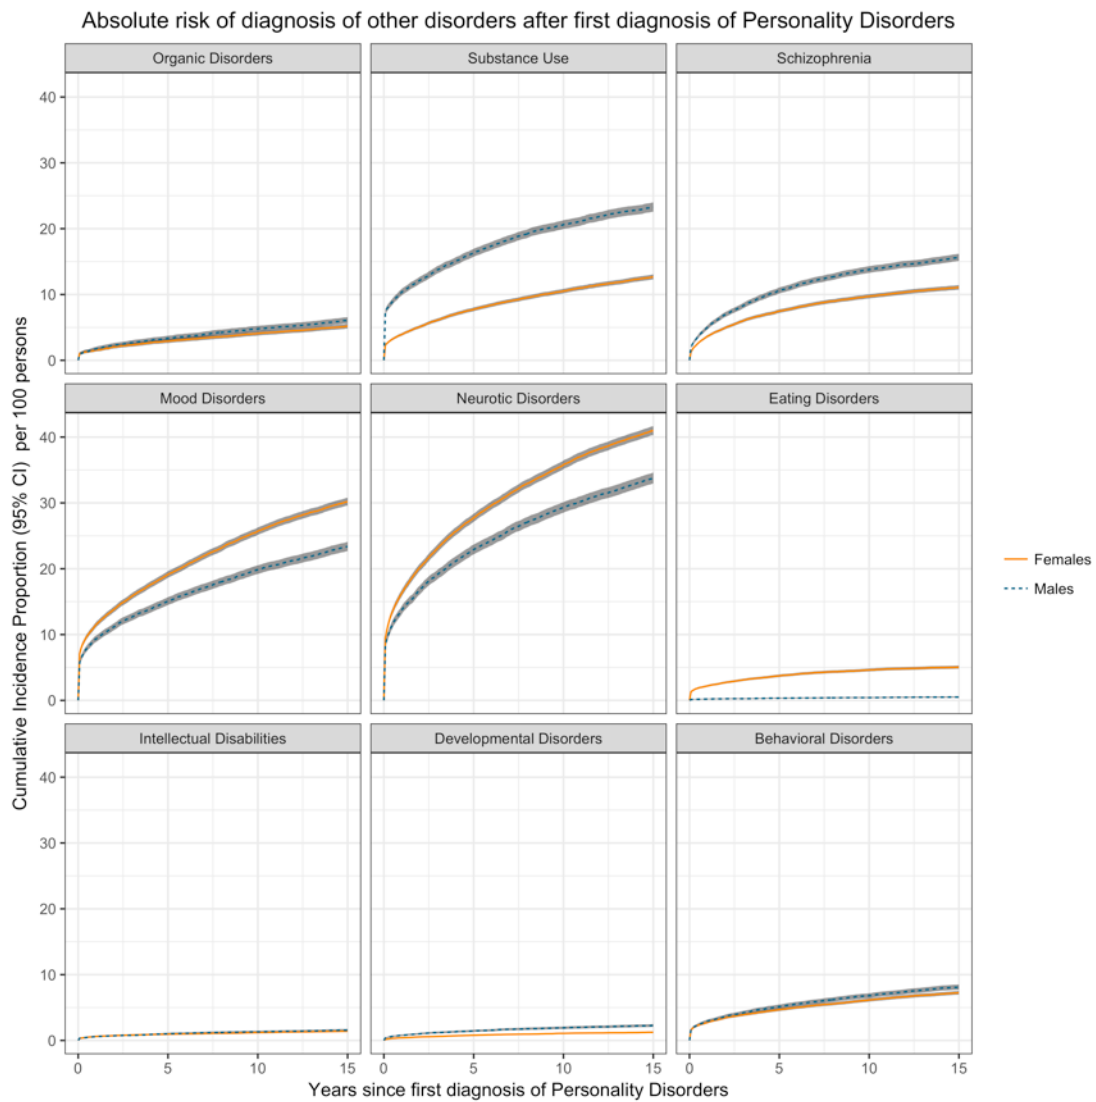 Absolute risk of diagnosis of other disorders after first diagnosis of Personality Disorders
Organic Disorders
Substance Use
Schizophrenia
40
30
20
10
0
Mood Disorders
Neurotic Disorders
Eating Disorders
40
30
20
10
0
Intellectual Disabilities
Developmental Disorders
Behavioral Disorders
40
30
20
10
0
0 5 10 15
0 5 10 15
0 5 10 15
Years since first diagnosis of Personality Disorders
Cumulative Incidence Proportion (95% CI) per 100 persons
Females
Males